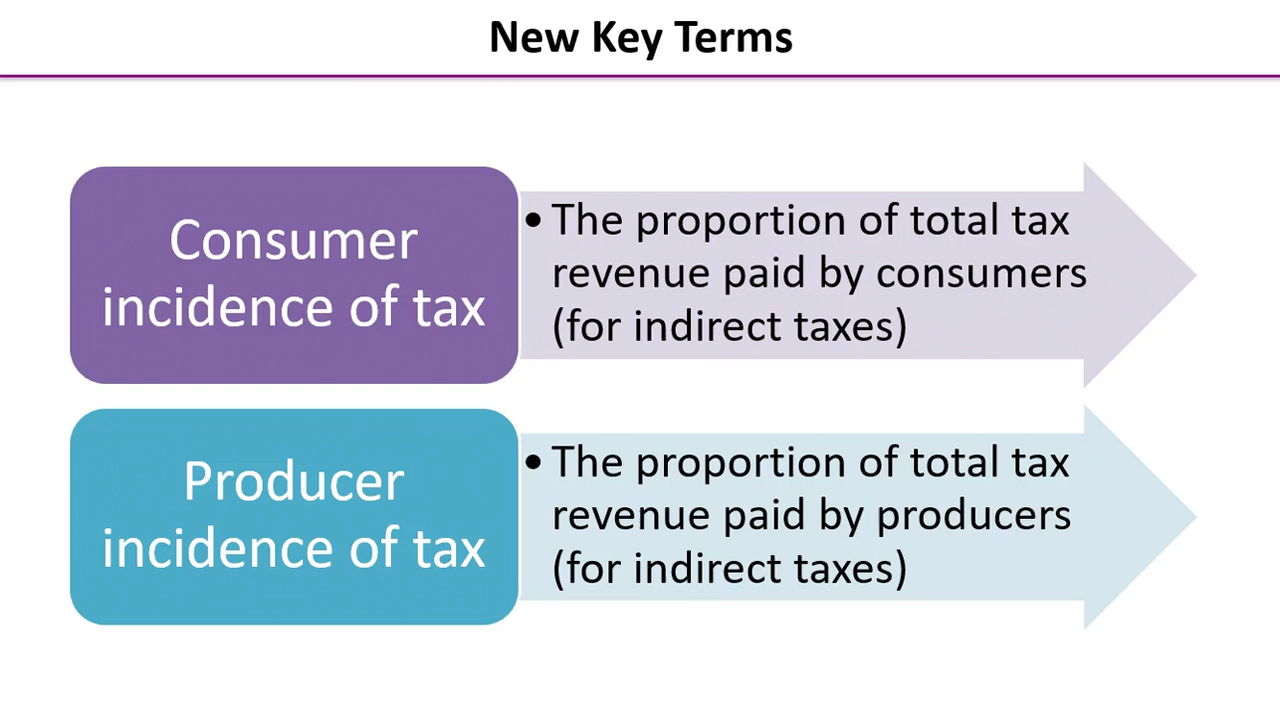 New Key Terms
Consumer
incidence of tax
• The proportion of total tax
revenue paid by consumers
(for indirect taxes)
Producer
incidence of tax
• The proportion of total tax
revenue paid by producers
(for indirect taxes)